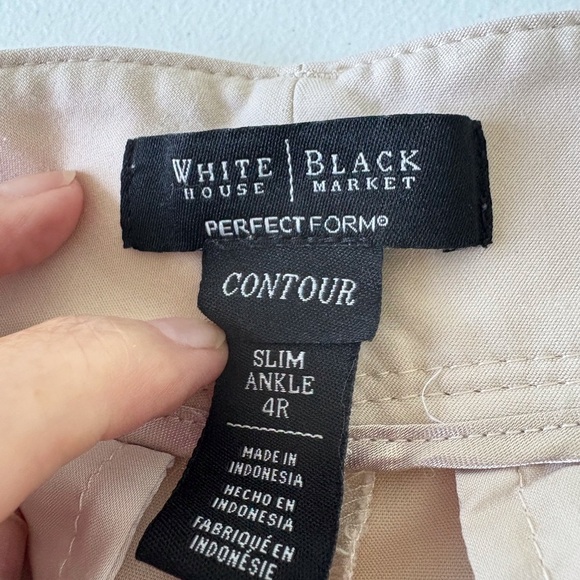 WHITE | BLACK
HOUSE | MARKET
PERFECTFORM®
CONTOUR
SLIM
ANKLE
4R
MADE IN
INDONESIA
HECHO EN
INDONESIA
FABRIQUÉ EN
INDONÉSIE